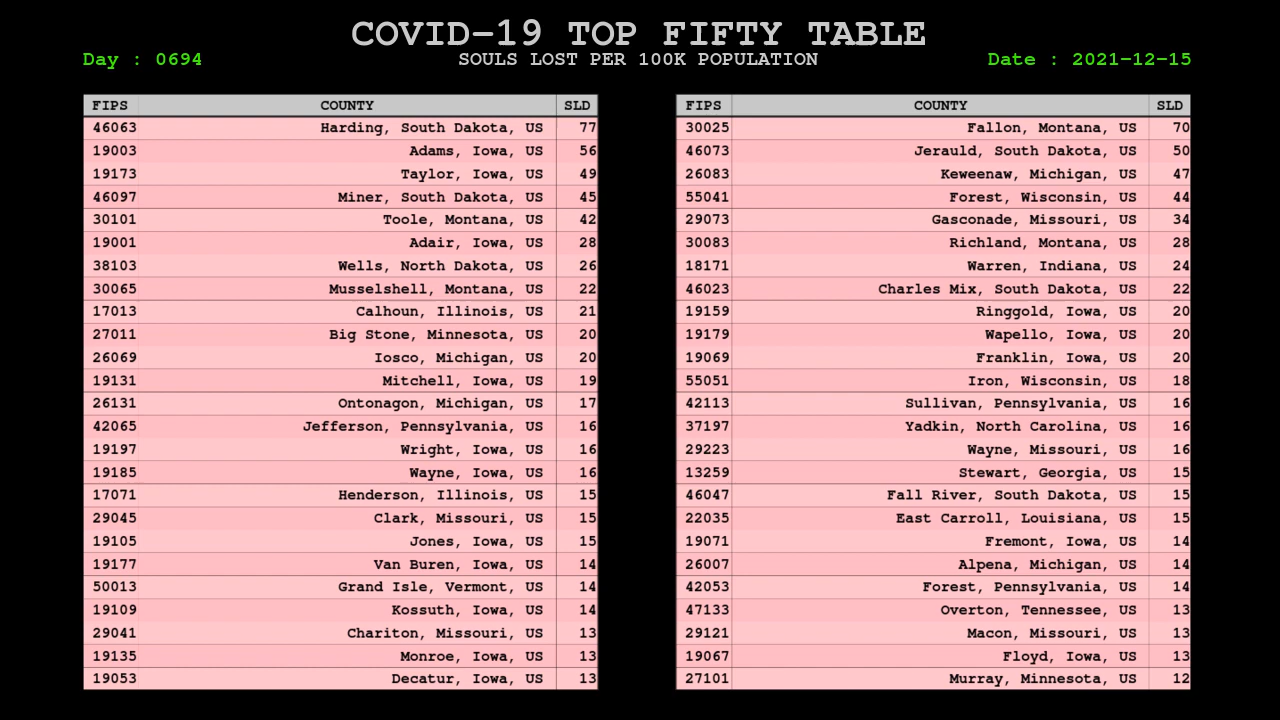 COVID-19 TOP FIFTY TABLE
Day : 0694 SOULS LOST PER 100K POPULATION Date : 2021-12-15
FIPS COUNTY SLD FIPS COUNTY SLD
46063 Harding, South Dakota, US 77 30025 Fallon, Montana, US 70
19003 Adams, Iowa, US 56 46073 Jerauld, South Dakota, US 50
19173 Taylor, Iowa, US 49 26083 Keweenaw, Michigan, US 47
46097 Miner, South Dakota, US 45 55041 Forest, Wisconsin, US 44
30101 Toole, Montana, US 42 29073 Gasconade, Missouri, US 34
19001 Adair, Iowa, US 28 30083 Richland, Montana, US 28
38103 Wells, North Dakota, US 26 18171 Warren, Indiana, US 24
30065 Musselshell, Montana, US 22 46023 Charles Mix, South Dakota, US 22
17013 Calhoun, Illinois, US 21 19159 Ringgold, Iowa, US 20
27011 Big Stone, Minnesota, US 20 19179 Wapello, Iowa, US 20
26069 Iosco, Michigan, US 20 19069 Franklin, Iowa, US 20
19131 Mitchell, Iowa, US 19 55051 Iron, Wisconsin, US 18
26131 Ontonagon, Michigan, US 17 42113 Sullivan, Pennsylvania, US 16
42065 Jefferson, Pennsylvania, US 16 37197 Yadkin, North Carolina, US 16
19197 Wright, Iowa, US 16 29223 Wayne, Missouri, US 16
19185 Wayne, Iowa, US 16 13259 Stewart, Georgia, US 15
17071 Henderson, Illinois, US 15 46047 Fall River, South Dakota, US 15
29045 Clark, Missouri, US 15 22035 East Carroll, Louisiana, US 15
19105 Jones, Iowa, US 15 19071 Fremont, Iowa, US 14
19177 Van Buren, Iowa, US 14 26007 Alpena, Michigan, US 14
50013 Grand Isle, Vermont, US 14 42053 Forest, Pennsylvania, US 14
19109 Kossuth, Iowa, US 14 47133 Overton, Tennessee, US 13
29041 Chariton, Missouri, US 13 29121 Macon, Missouri, US 13
19135 Monroe, Iowa, US 13 19067 Floyd, Iowa, US 13
19053 Decatur, Iowa, US 13 27101 Murray, Minnesota, US 12